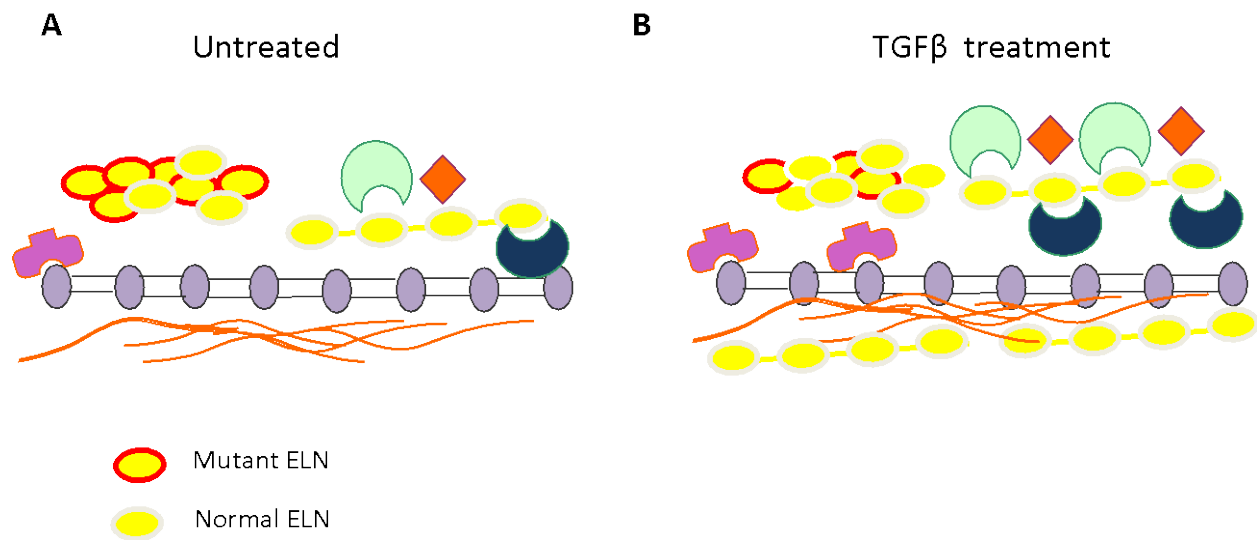 A
Untreated
B
TGFβ treatment
Mutant ELN
Normal ELN